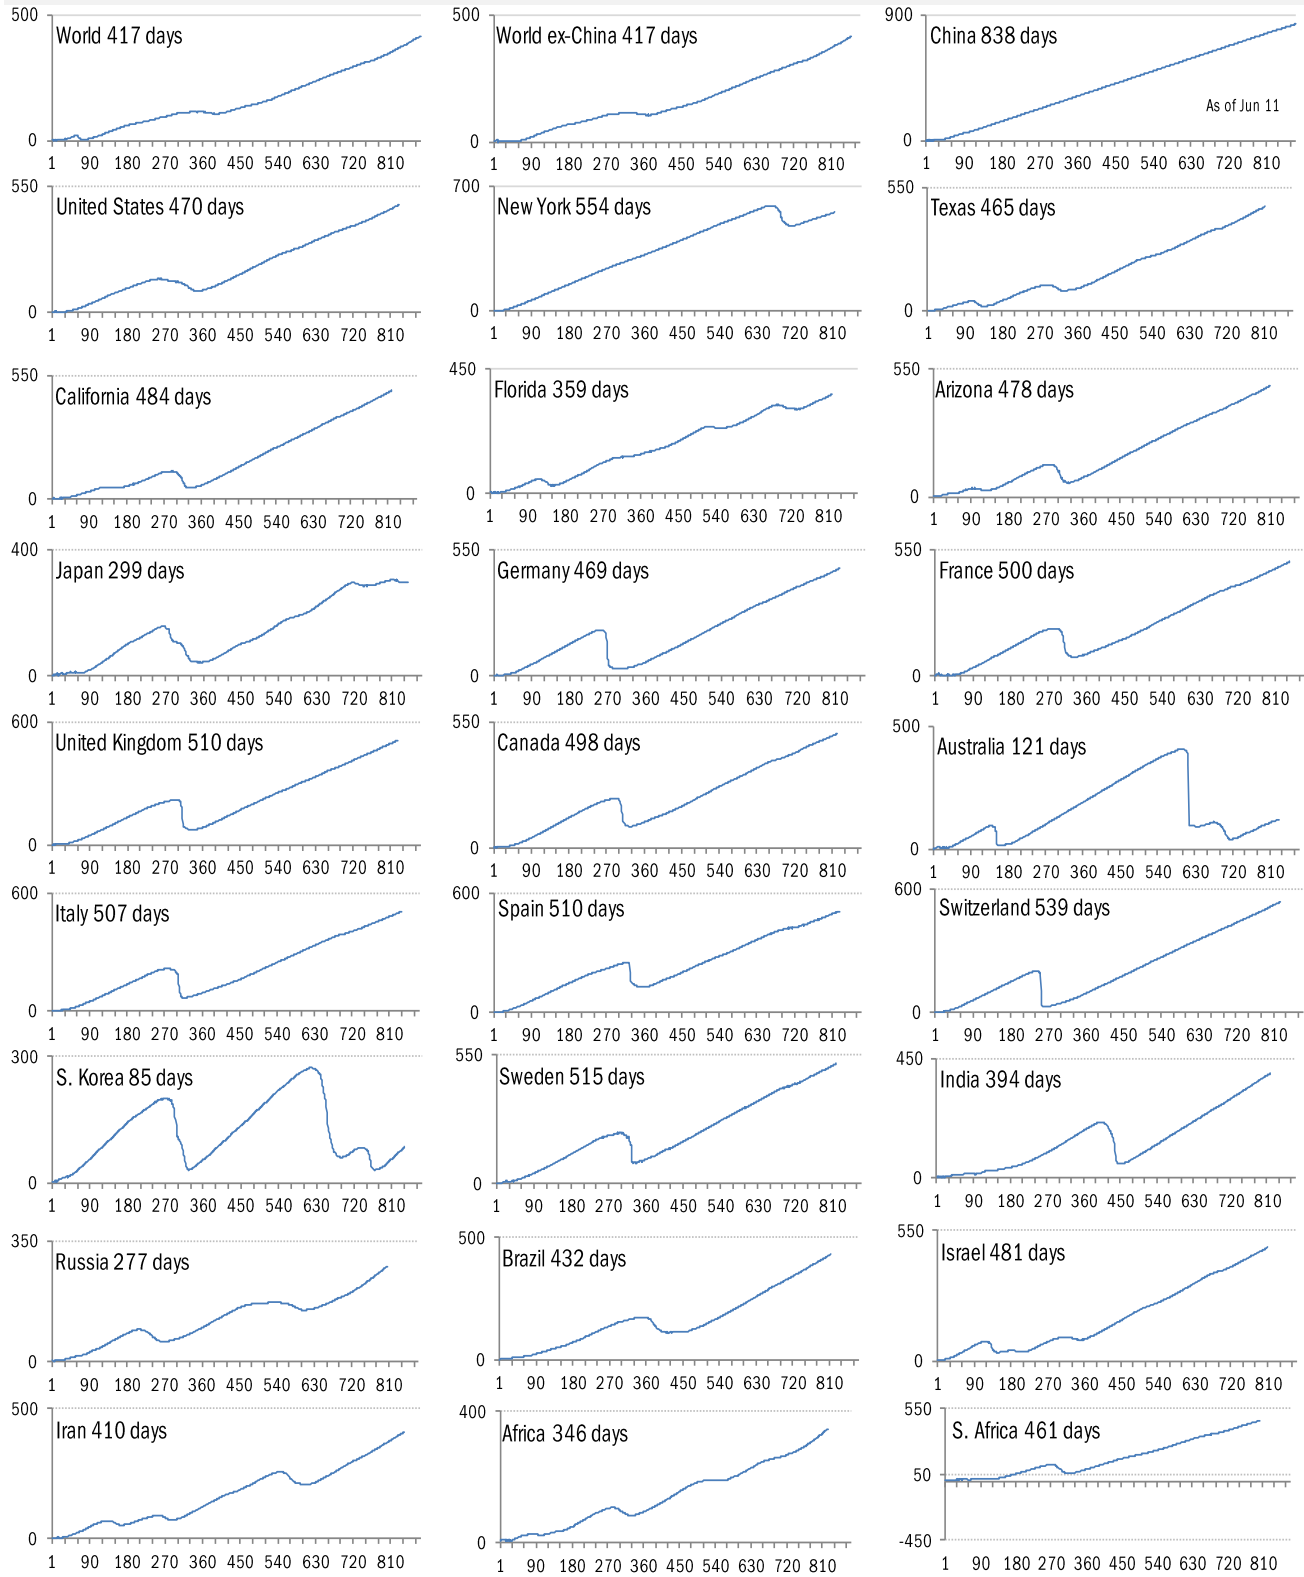 500
World 417 days
0
1 90 180 270 360 450 540 630 720 810
500
World ex-China 417 days
0
1 90 180 270 360 450 540 630 720 810
900
China 838 days
As of Jun 11
0
1 90 180 270 360 450 540 630 720 810
550
United States 470 days
0
1 90 180 270 360 450 540 630 720 810
700
New York 554 days
0
1 90 180 270 360 450 540 630 720 810
550
Texas 465 days
0
1 90 180 270 360 450 540 630 720 810
550
California 484 days
0
1 90 180 270 360 450 540 630 720 810
450
Florida 359 days
0
1 90 180 270 360 450 540 630 720 810
550
Arizona 478 days
0
1 90 180 270 360 450 540 630 720 810
400
Japan 299 days
0
1 90 180 270 360 450 540 630 720 810
550
Germany 469 days
0
1 90 180 270 360 450 540 630 720 810
550
France 500 days
0
1 90 180 270 360 450 540 630 720 810
600
United Kingdom 510 days
0
1 90 180 270 360 450 540 630 720 810
550
Canada 498 days
0
1 90 180 270 360 450 540 630 720 810
500
Australia 121 days
0
1 90 180 270 360 450 540 630 720 810
600
Italy 507 days
0
1 90 180 270 360 450 540 630 720 810
600
Spain 510 days
0
1 90 180 270 360 450 540 630 720 810
600
Switzerland 539 days
0
1 90 180 270 360 450 540 630 720 810
300
S. Korea 85 days
0
1 90 180 270 360 450 540 630 720 810
550
Sweden 515 days
0
1 90 180 270 360 450 540 630 720 810
450
India 394 days
0
1 90 180 270 360 450 540 630 720 810
350
Russia 277 days
0
1 90 180 270 360 450 540 630 720 810
500
Brazil 432 days
0
1 90 180 270 360 450 540 630 720 810
550
Israel 481 days
0
1 90 180 270 360 450 540 630 720 810
500
Iran 410 days
0
1 90 180 270 360 450 540 630 720 810
400
Africa 346 days
0
1 90 180 270 360 450 540 630 720 810
550
S. Africa 461 days
50
-450
1 90 180 270 360 450 540 630 720 810